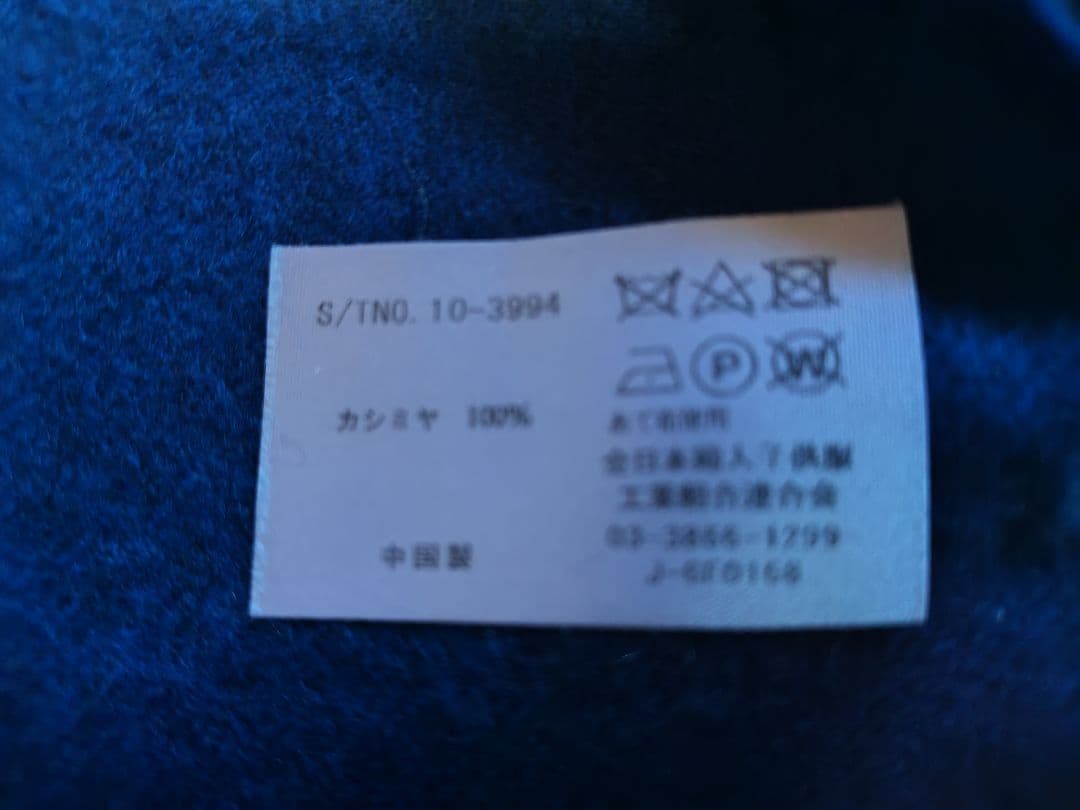 S/TNO. 10-3994
カシミヤ 100%
中国製
P
W
あて布使用
全日本婦人子供服
工業組合連合会
03-3866-1299